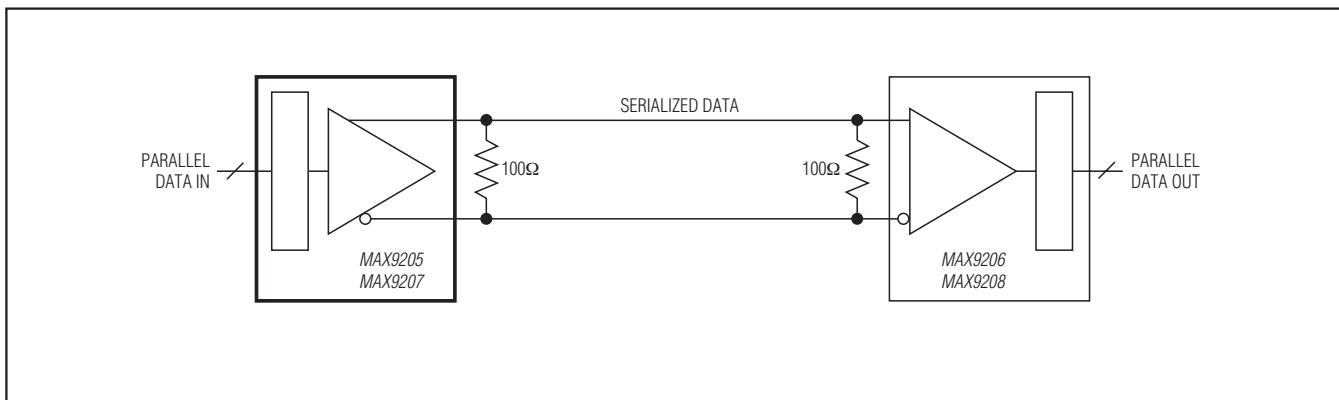 SERIALIZED DATA
PARALLEL
DATA IN
100Ω
100Ω
PARALLEL
DATA OUT
MAX9205
MAX9207
MAX9206
MAX9208